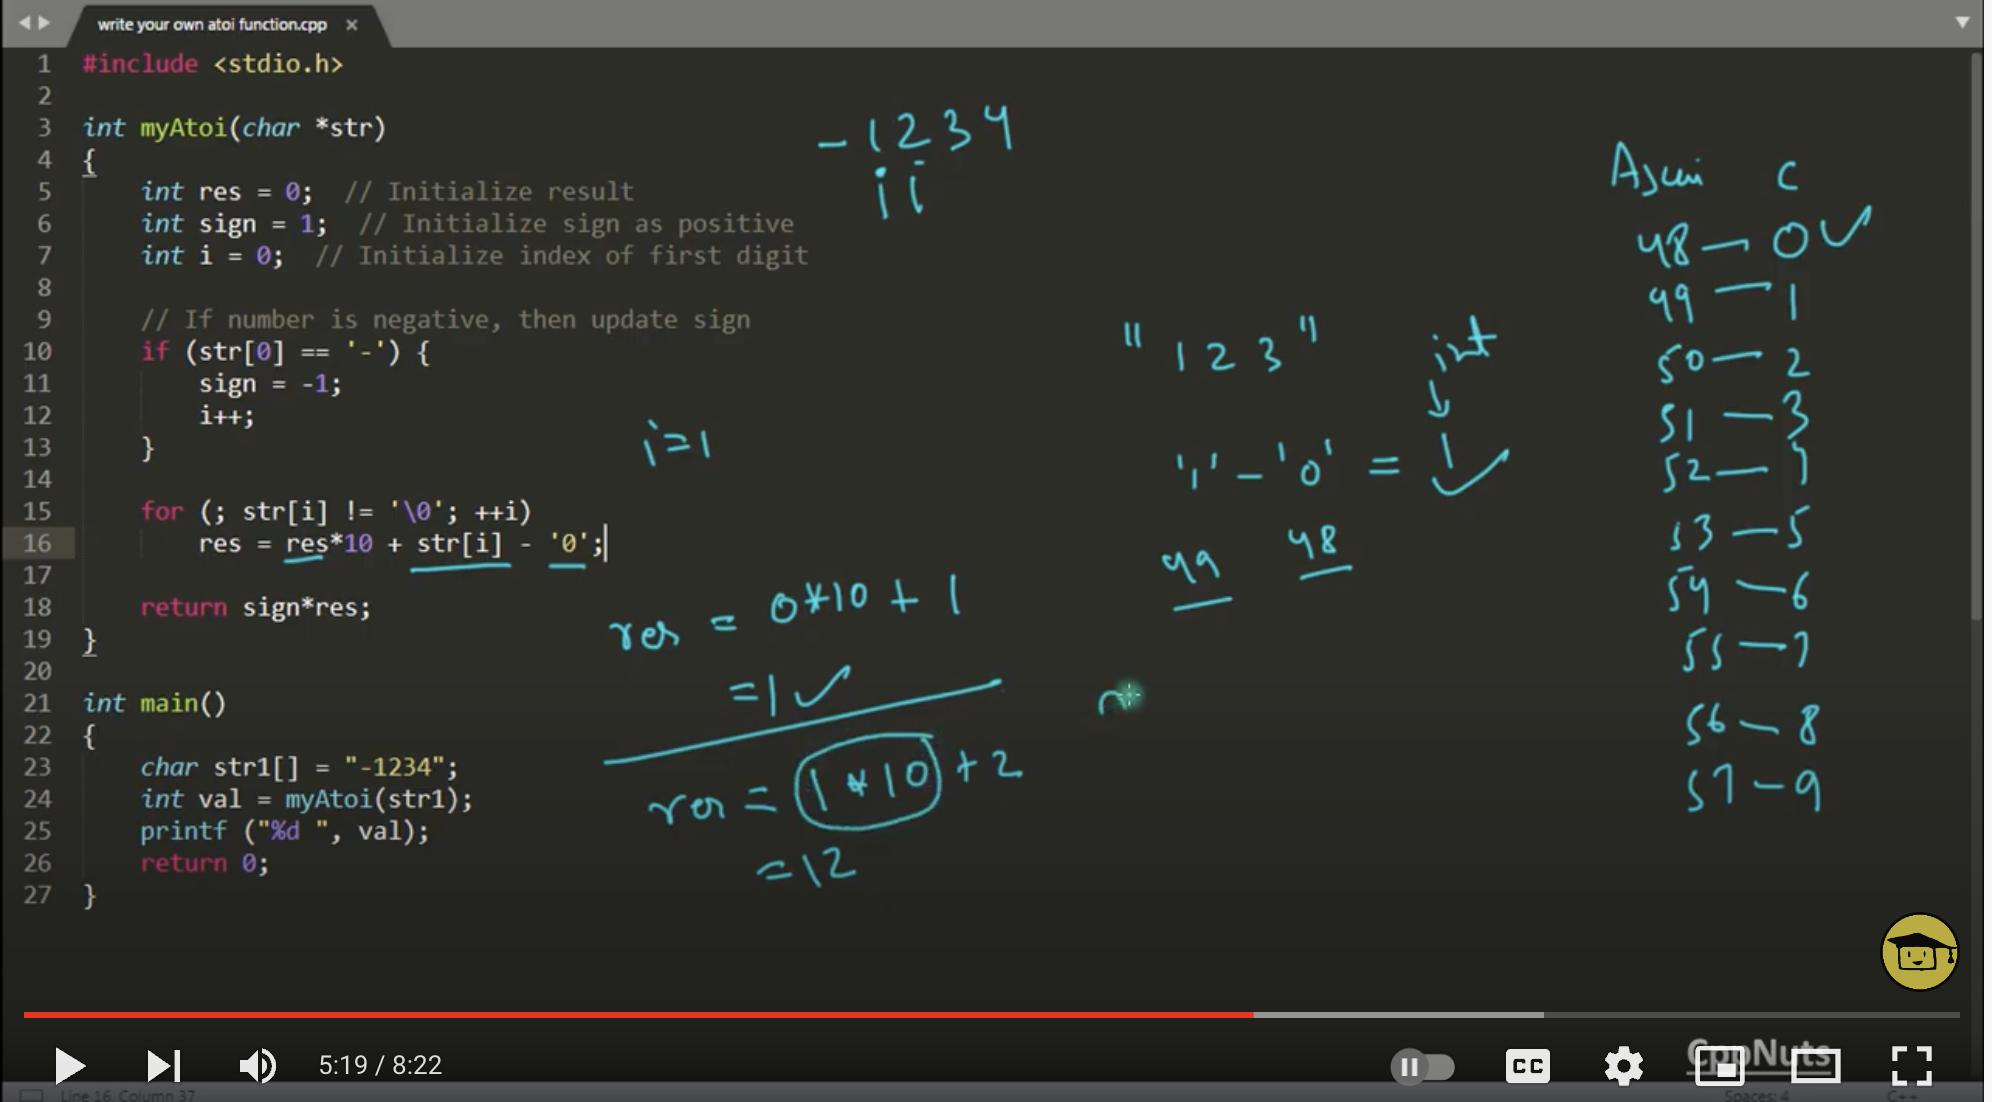 write your own atoi function.cpp ×
1 #include <stdio.h>
2
3 int myAtoi(char *str)
4 {
5 int res = 0; // Initialize result
6 int sign = 1; // Initialize sign as positive
7 int i = 0; // Initialize index of first digit
8
9 // If number is negative, then update sign
10 if (str[0] == '-') {
11 sign = -1;
12 i++;
13 }
14
15 for (; str[i] != '\0'; ++i)
16 res = res*10 + str[i] - '0';
17
18 return sign*res;
19 }
20
21 int main()
22 {
23 char str1[] = "-1234";
24 int val = myAtoi(str1);
25 printf ("%d ", val);
26 return 0;
27 }
-1234
i i
i=1
res = 0*10 + 1
=1
res = 1*10 + 2
=12
"123"
int
'1' - '0' = 1
49 48
Ascii C
48 - 0
49 - 1
50 - 2
51 - 3
52 - 4
53 - 5
54 - 6
55 - 7
56 - 8
57 - 9
5:19 / 8:22
CC
CppNuts
Line 16, Column 37
Spaces: 4
C++